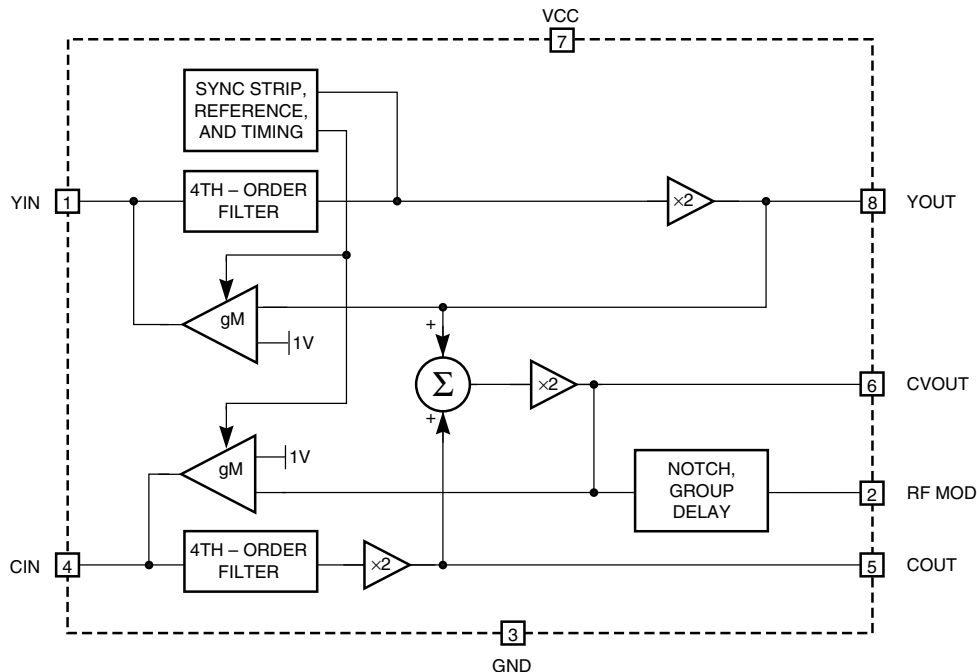 VCC
7
SYNC STRIP,
REFERENCE,
AND TIMING
YIN
1
4TH – ORDER
FILTER
×2
8
YOUT
gM
1V
+
Σ
×2
6
CVOUT
+
gM
1V
NOTCH,
GROUP
DELAY
2
RF MOD
CIN
4
4TH – ORDER
FILTER
×2
5
COUT
3
GND